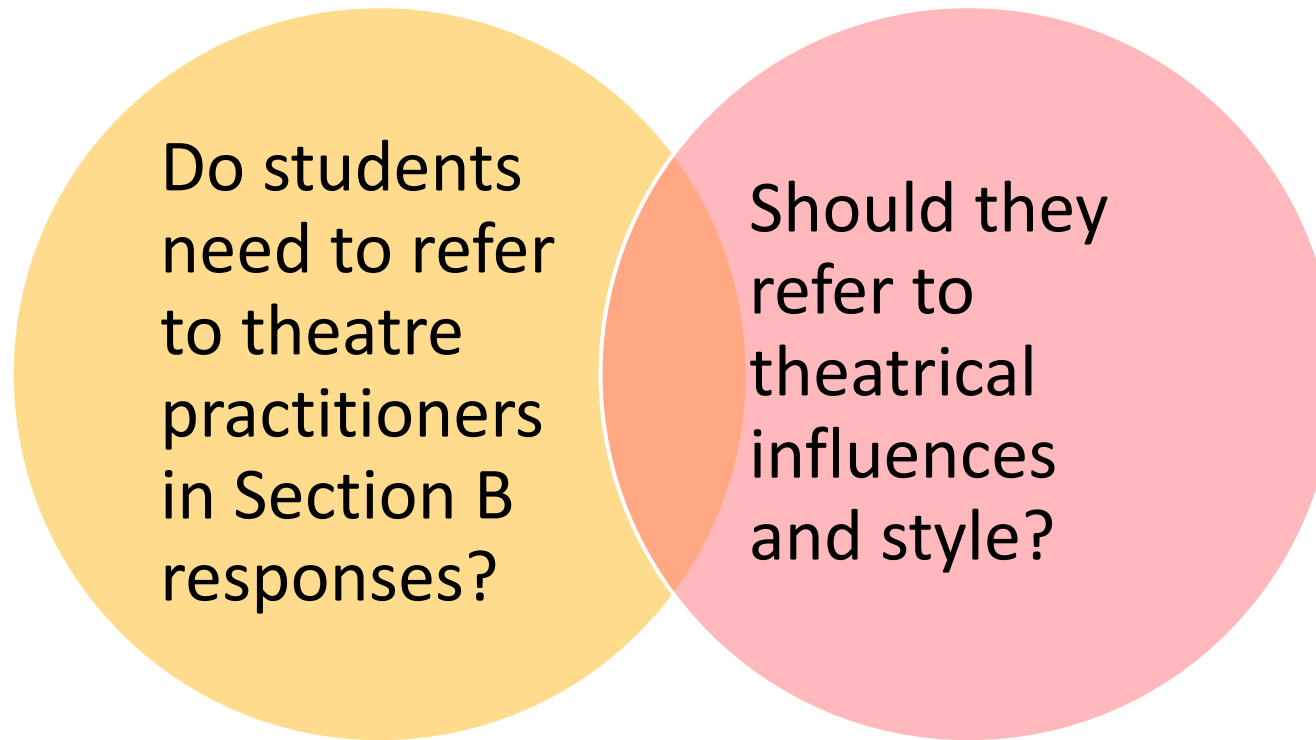 Do students
need to refer
to theatre
practitioners
in Section B
responses?
Should they
refer to
theatrical
influences
and style?